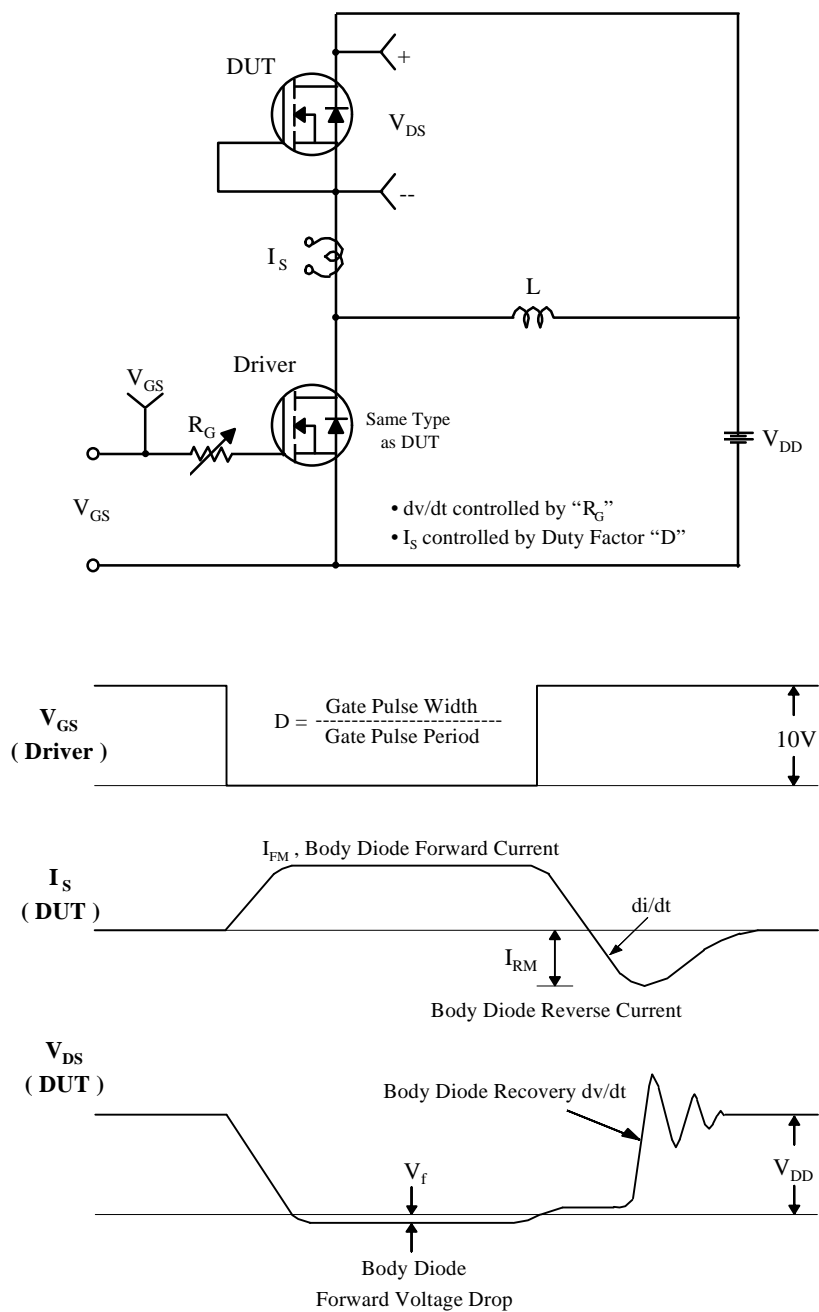 DUT
+
V_DS
--
I_S
L
Driver
V_GS
R_G
Same Type
as DUT
V_DD
V_GS
• dv/dt controlled by “R_G”
• I_S controlled by Duty Factor “D”
V_GS
( Driver )
D = Gate Pulse Width
--------------------------
Gate Pulse Period
10V
I_FM , Body Diode Forward Current
I_S
( DUT )
di/dt
I_RM
Body Diode Reverse Current
V_DS
( DUT )
Body Diode Recovery dv/dt
V_f
V_DD
Body Diode
Forward Voltage Drop